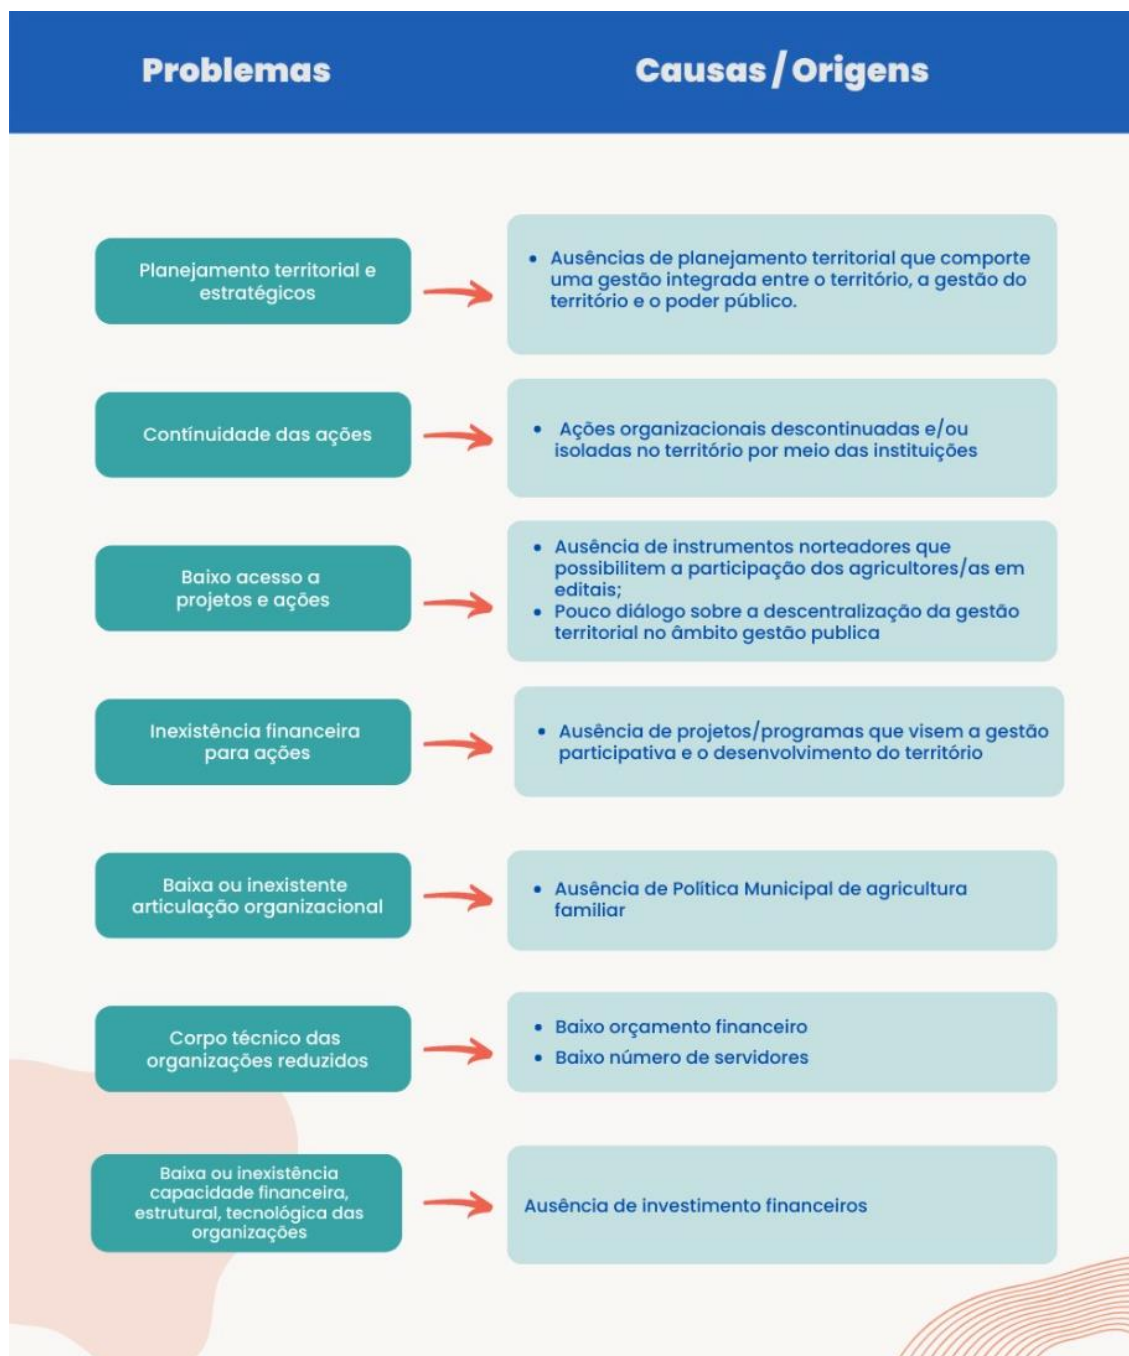 Problemas
Causas / Origens
Planejamento territorial e
estratégicos
• Ausências de planejamento territorial que comporte
uma gestão integrada entre o território, a gestão do
território e o poder público.
Contínuidade das ações
• Ações organizacionais descontinuadas e/ou
isoladas no território por meio das instituições
Baixo acesso a
projetos e ações
• Ausência de instrumentos norteadores que
possibilitem a participação dos agricultores/as em
editais;
• Pouco diálogo sobre a descentralização da gestão
territorial no âmbito gestão publica
Inexistência financeira
para ações
• Ausência de projetos/programas que visem a gestão
participativa e o desenvolvimento do território
Baixa ou inexistente
articulação organizacional
• Ausência de Política Municipal de agricultura
familiar
Corpo técnico das
organizações reduzidos
• Baixo orçamento financeiro
• Baixo número de servidores
Baixa ou inexistência
capacidade financeira,
estrutural, tecnológica das
organizações
Ausência de investimento financeiros